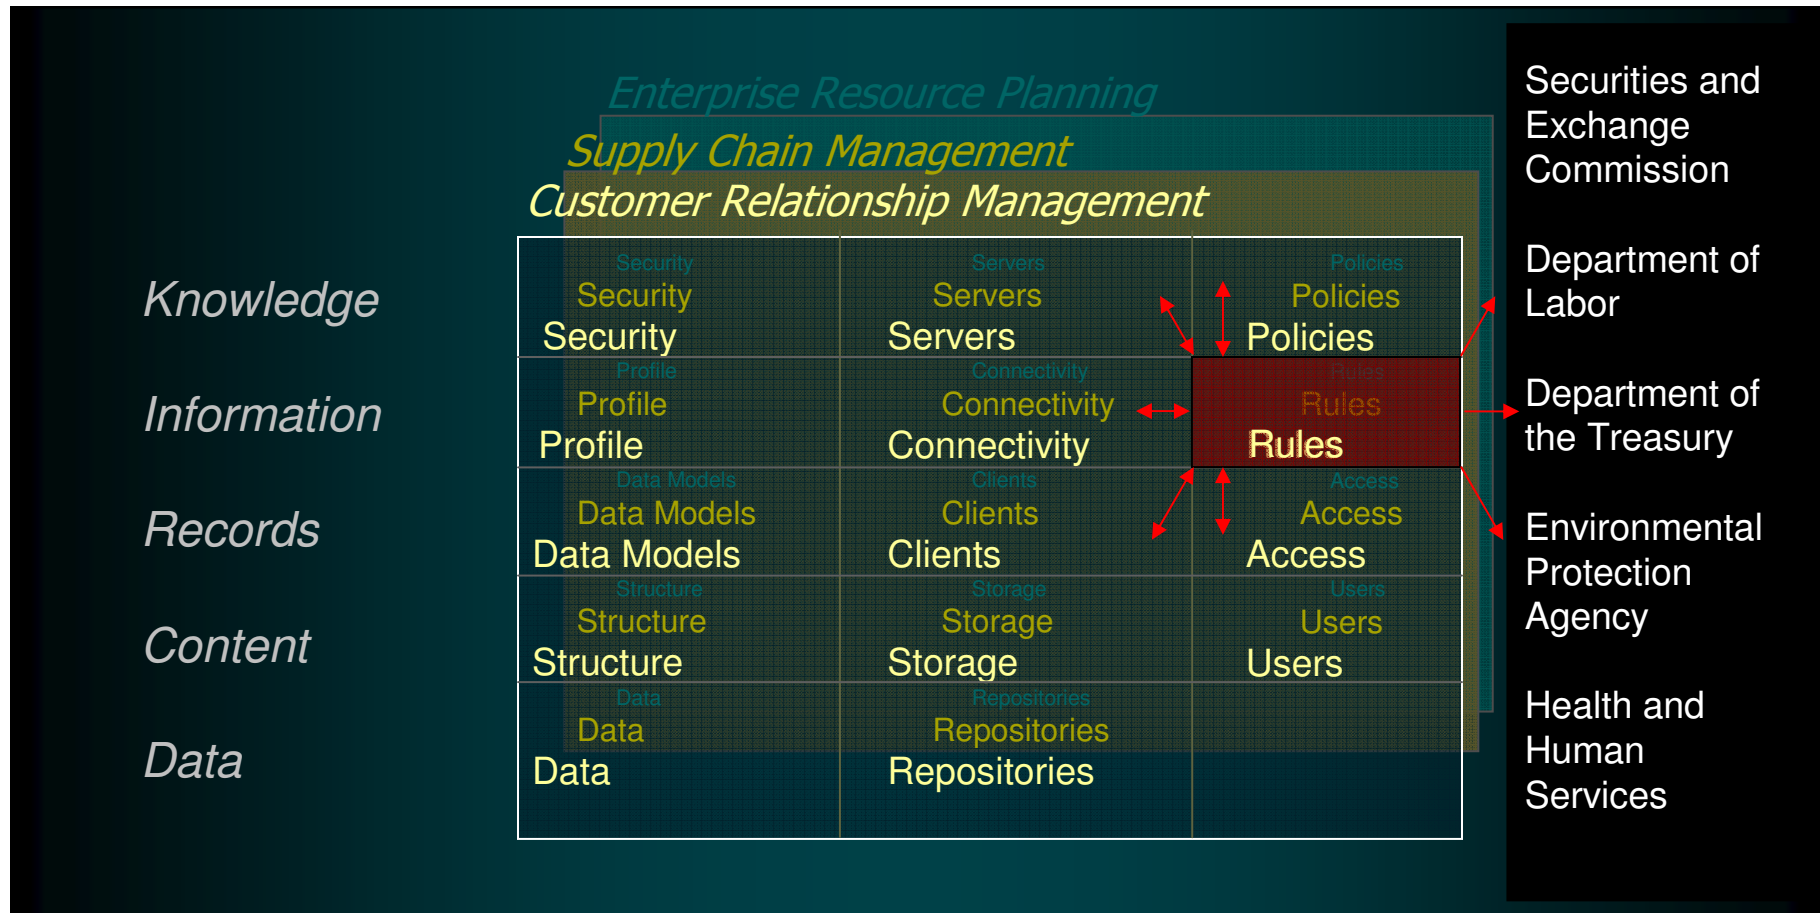 Enterprise Resource Planning
Supply Chain Management
Customer Relationship Management
Knowledge
Information
Records
Content
Data
Security
Servers
Policies
Security
Servers
Policies
Security
Servers
Policies
Profile
Connectivity
Rules
Profile
Connectivity
Rules
Profile
Connectivity
Rules
Data Models
Clients
Access
Data Models
Clients
Access
Data Models
Clients
Access
Structure
Storage
Users
Structure
Storage
Users
Structure
Storage
Users
Data
Repositories
Data
Repositories
Data
Repositories
Securities and
Exchange
Commission
Department of
Labor
Department of
the Treasury
Environmental
Protection
Agency
Health and
Human
Services